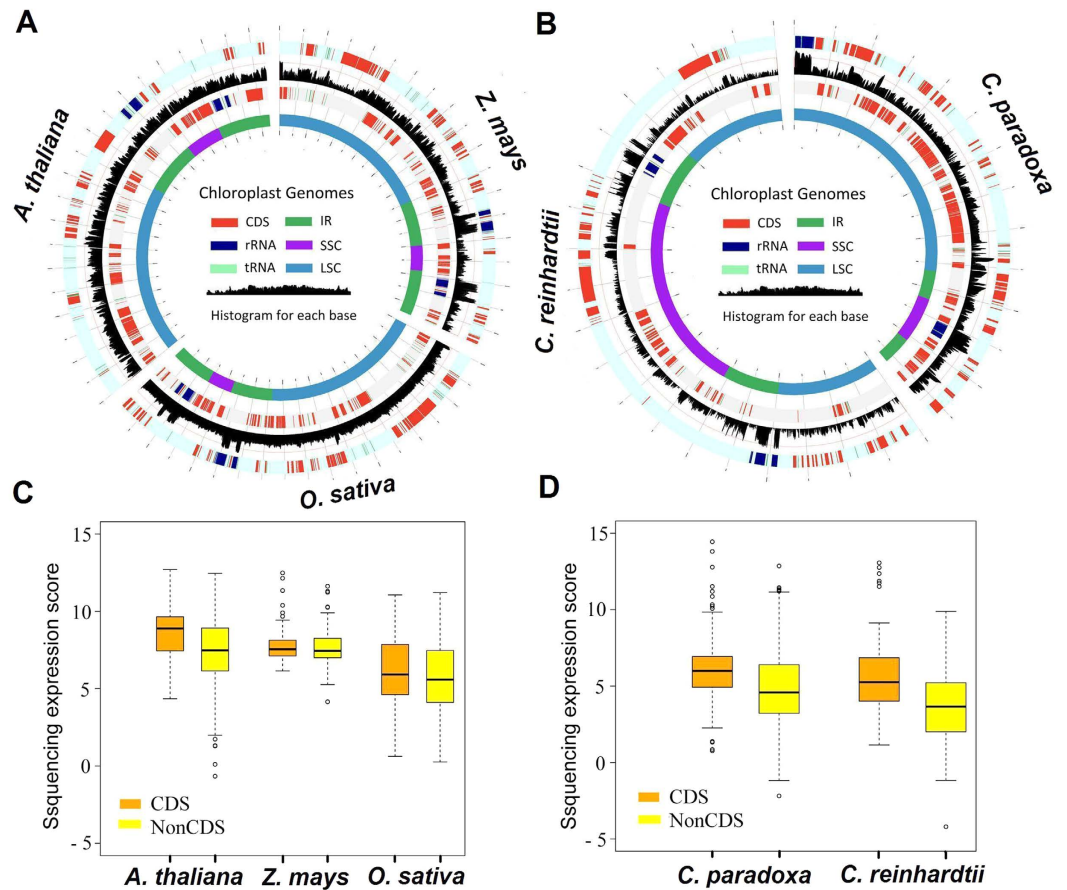 A
B
A. thaliana
Z. mays
O. sativa
Chloroplast Genomes
CDS IR
rRNA SSC
tRNA LSC
Histogram for each base
C. reinhardtii
C. paradoxa
Chloroplast Genomes
CDS IR
rRNA SSC
tRNA LSC
Histogram for each base
C
Ssquencing expression score
15
10
5
0
- 5
CDS
NonCDS
A. thaliana Z. mays O. sativa
D
Ssquencing expression score
15
10
5
0
- 5
CDS
NonCDS
C. paradoxa C. reinhardtii